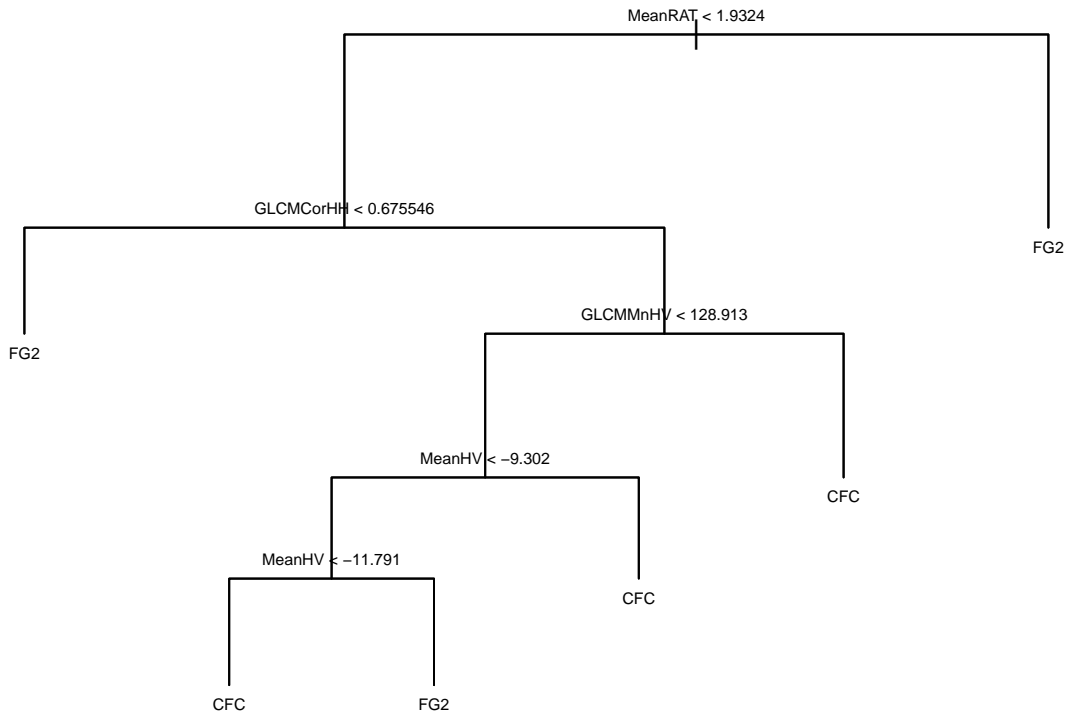 MeanRAT < 1.9324
GLCMCorHH < 0.675546
FG2
GLCMMnHV < 128.913
FG2
MeanHV < −9.302
CFC
MeanHV < −11.791
CFC
CFC
FG2